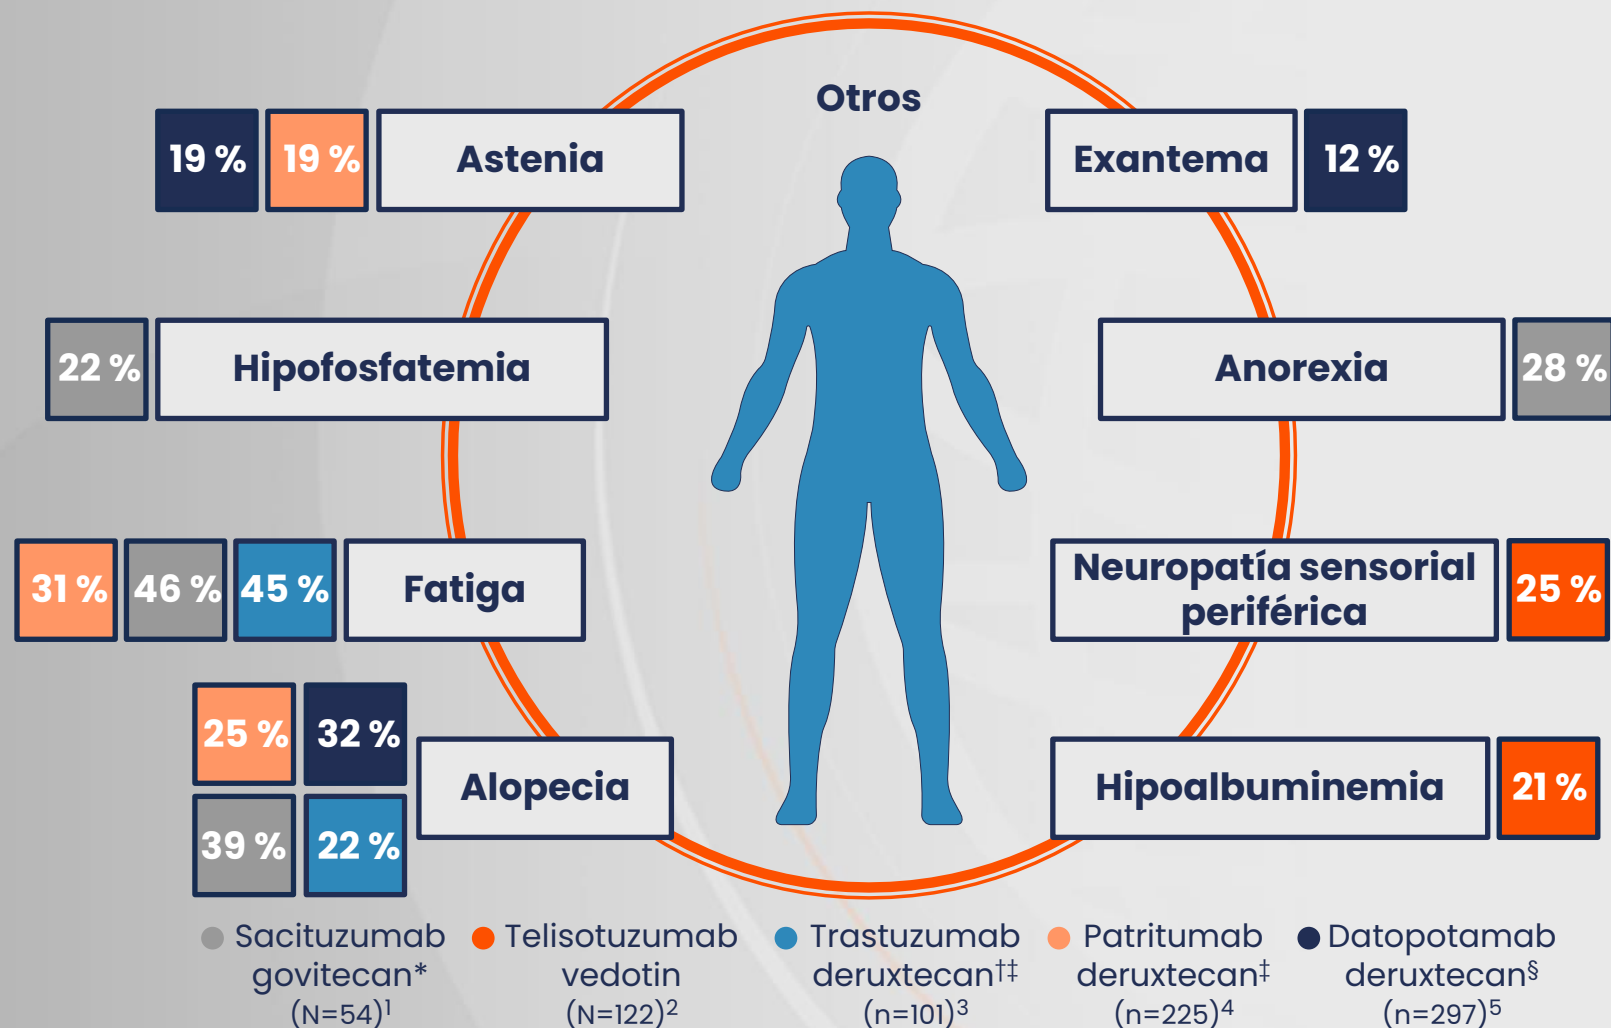 Otros
19 %
19 %
Astenia
Exantema
12 %
22 %
Hipofosfatemia
Anorexia
28 %
31 %
46 %
45 %
Fatiga
Neuropatía sensorial
periférica
25 %
25 %
32 %
39 %
22 %
Alopecia
Hipoalbuminemia
21 %
Sacituzumab
govitecan*
(N=54)¹
Telisotuzumab
vedotin
(N=122)²
Trastuzumab
deruxtecan†‡
(n=101)³
Patritumab
deruxtecan‡
(n=225)⁴
Datopotamab
deruxtecan§
(n=297)⁵